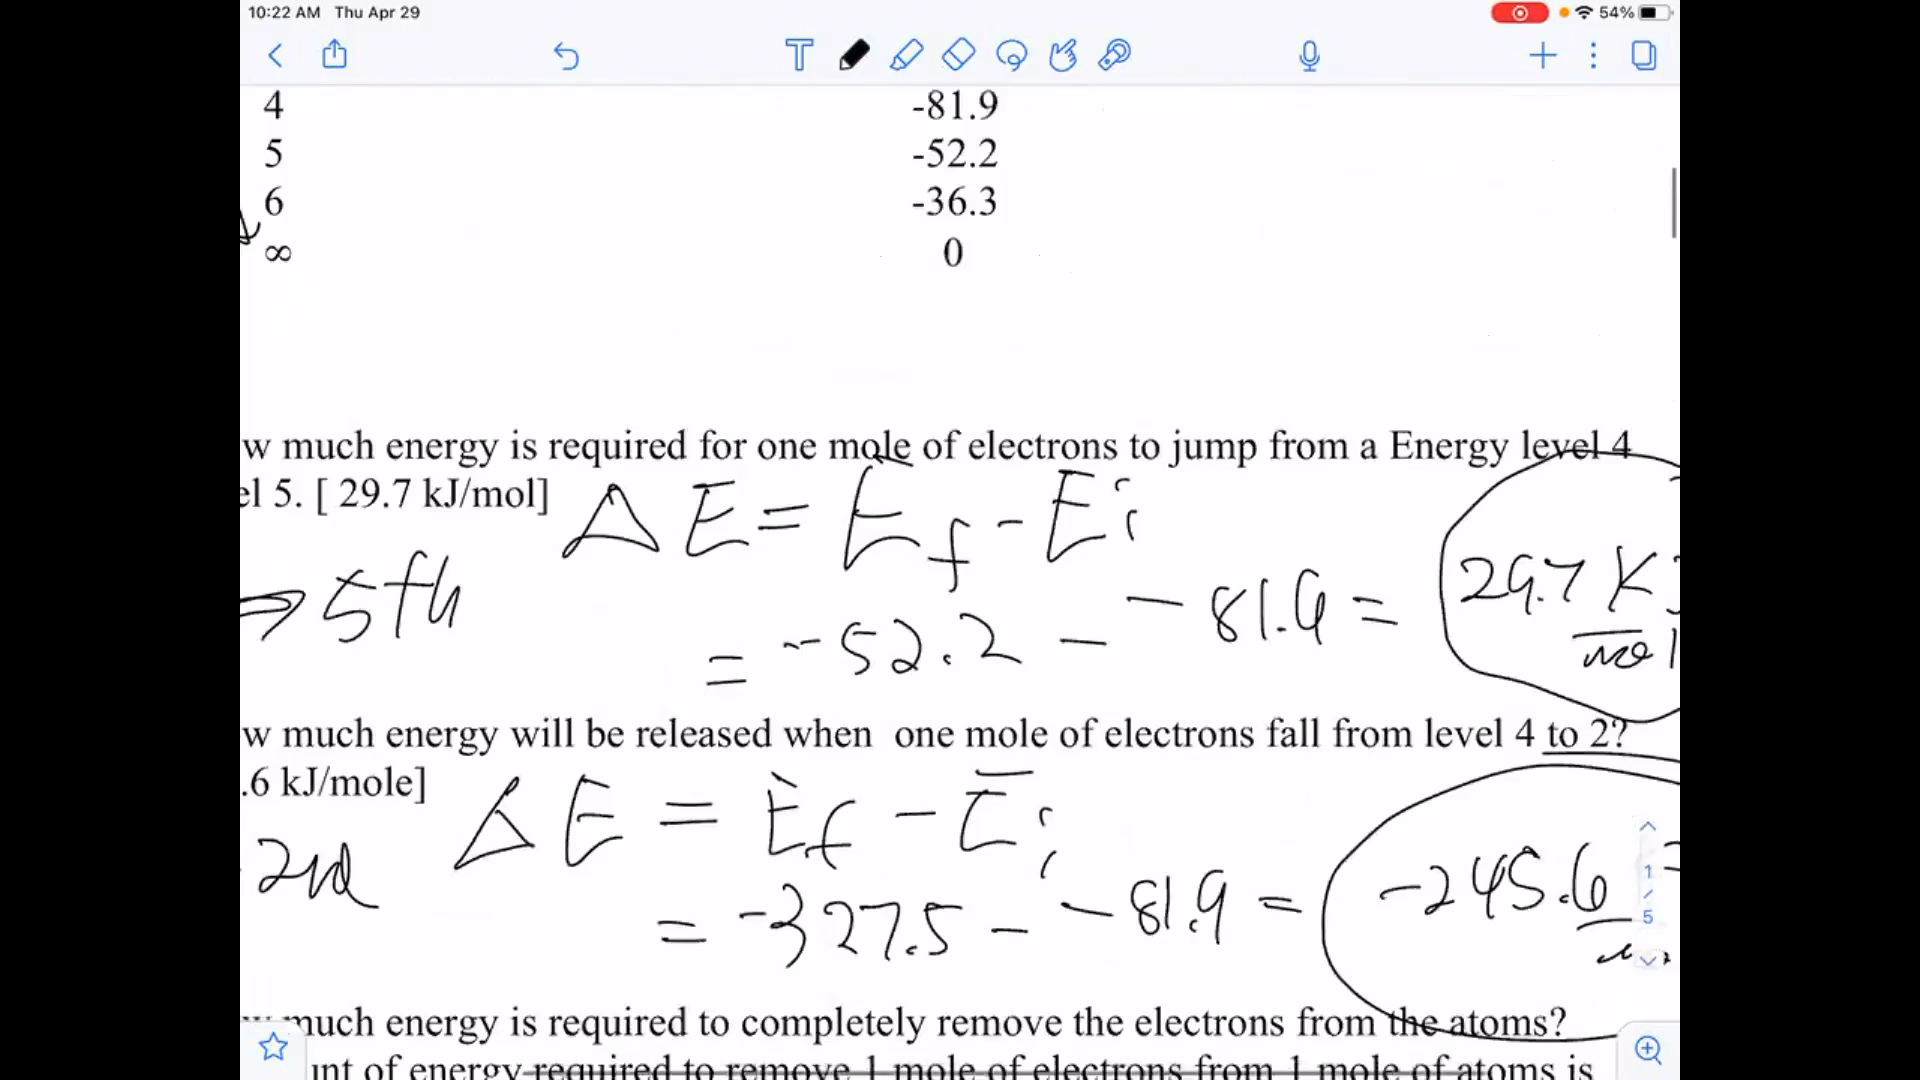 10:22 AM Thu Apr 29
54%
4 -81.9
5 -52.2
6 -36.3
∞ 0
w much energy is required for one mole of electrons to jump from a Energy level 4
el 5. [ 29.7 kJ/mol]
Δ E = Ef - Ei
⇒ 5th
= -52.2 - -81.9 = 29.7 KJ
mol
w much energy will be released when one mole of electrons fall from level 4 to 2?
.6 kJ/mole]
Δ E = Ef - Ei
2nd
= -327.5 - -81.9 = -245.6
1
/
5
much energy is required to completely remove the electrons from the atoms?
unt of energy required to remove 1 mole of electrons from 1 mole of atoms is